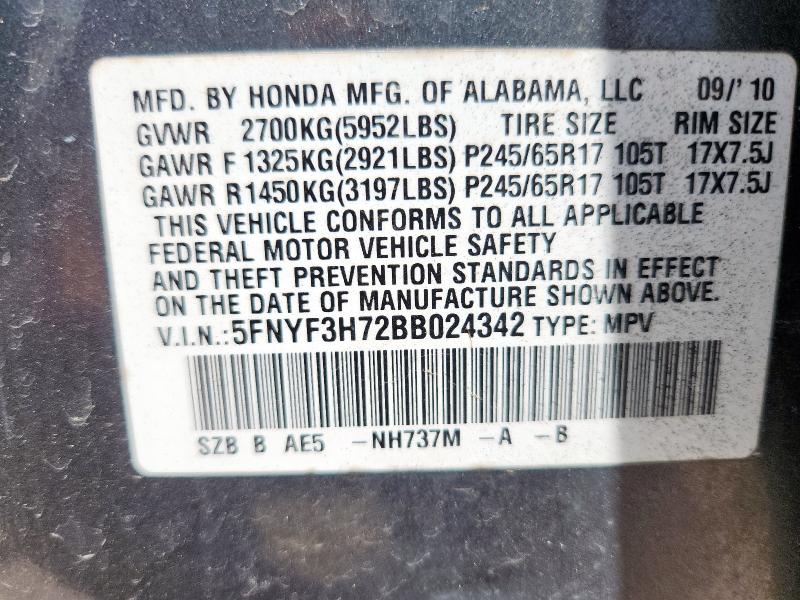 MFD. BY HONDA MFG. OF ALABAMA, LLC 09/' 10
GVWR 2700KG(5952LBS) TIRE SIZE RIM SIZE
GAWR F 1325KG(2921LBS) P245/65R17 105T 17X7.5J
GAWR R1450KG(3197LBS) P245/65R17 105T 17X7.5J
THIS VEHICLE CONFORMS TO ALL APPLICABLE
FEDERAL MOTOR VEHICLE SAFETY
AND THEFT PREVENTION STANDARDS IN EFFECT
ON THE DATE OF MANUFACTURE SHOWN ABOVE.
V.I.N.:5FNYF3H72BB024342 TYPE: MPV
SZB B AE5 -NH737M -A -B